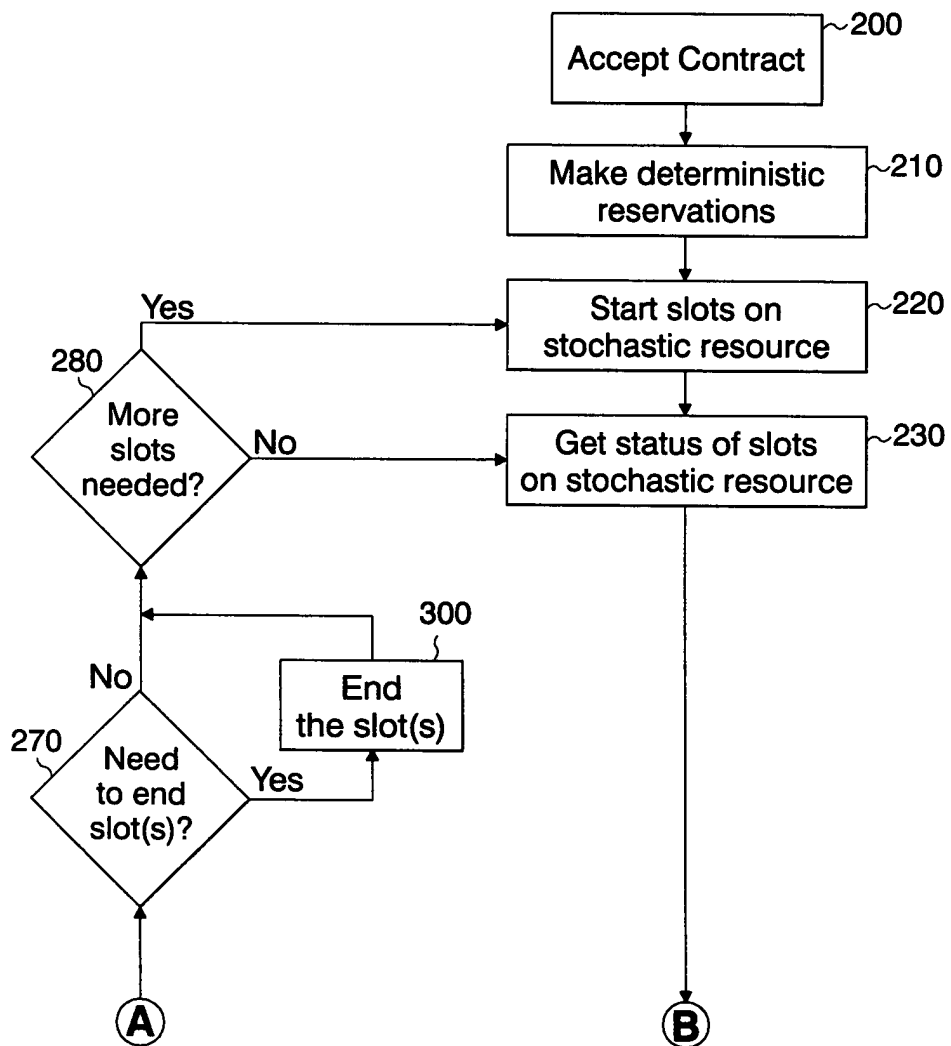 200
Accept Contract
210
Make deterministic
reservations
Yes
220
Start slots on
stochastic resource
280
More
slots
needed?
No
230
Get status of slots
on stochastic resource
300
End
the slot(s)
No
270
Need
to end
slot(s)?
Yes
A
B